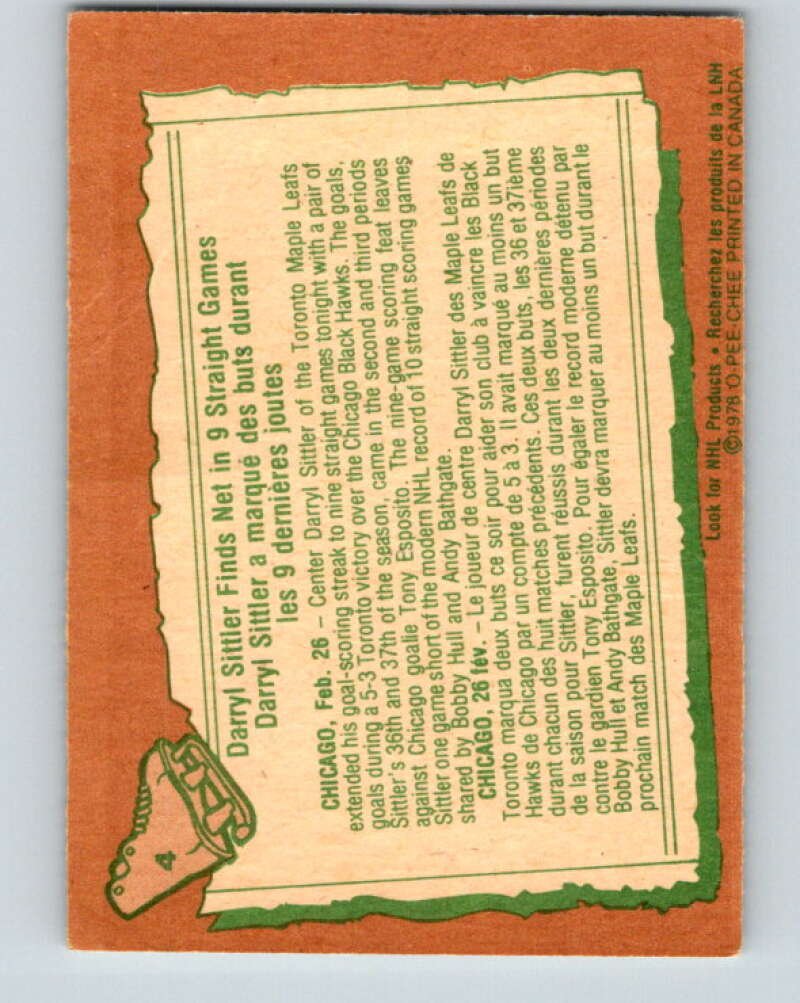 4
Darryl Sittler Finds Net in 9 Straight Games
Darryl Sittler a marqué des buts durant
les 9 dernières joutes
CHICAGO, Feb. 26 – Center Darryl Sittler of the Toronto Maple Leafs
extended his goal-scoring streak to nine straight games tonight with a pair of
goals during a 5-3 Toronto victory over the Chicago Black Hawks. The goals,
Sittler's 36th and 37th of the season, came in the second and third periods
against Chicago goalie Tony Esposito. The nine-game scoring feat leaves
Sittler one game short of the modern NHL record of 10 straight scoring games
shared by Bobby Hull and Andy Bathgate.
CHICAGO, 26 fév. – Le joueur de centre Darryl Sittler des Maple Leafs de
Toronto marqua deux buts ce soir pour aider son club à vaincre les Black
Hawks de Chicago par un compte de 5 à 3. Il avait marqué au moins un but
durant chacun des huit matches précédents. Ces deux buts, les 36 et 37ième
de la saison pour Sittler, furent réussis durant les deux dernières périodes
contre le gardien Tony Esposito. Pour égaler le record moderne détenu par
Bobby Hull et Andy Bathgate, Sittler devra marquer au moins un but durant le
prochain match des Maple Leafs.
Look for NHL Products • Recherchez les produits de la LNH
©1978 O-PEE-CHEE PRINTED IN CANADA